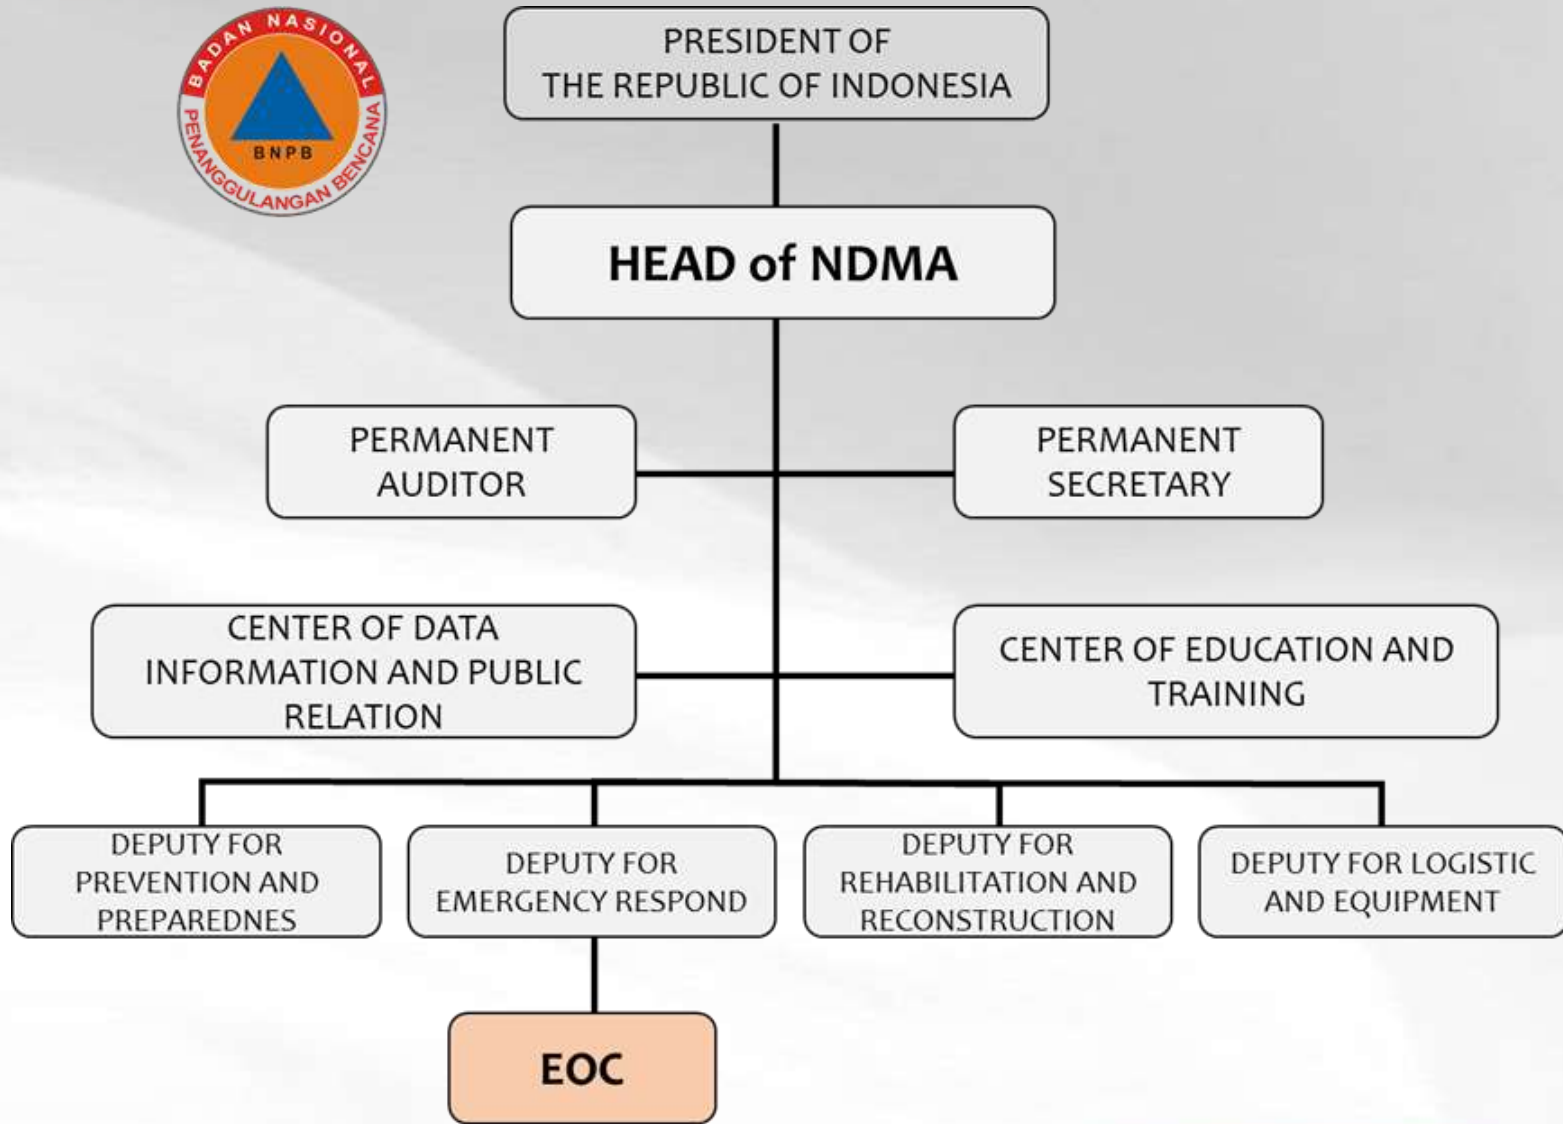 BADAN NASIONAL
PENANGGULANGAN BENCANA
BNPB
PRESIDENT OF
THE REPUBLIC OF INDONESIA
HEAD of NDMA
PERMANENT
AUDITOR
PERMANENT
SECRETARY
CENTER OF DATA
INFORMATION AND PUBLIC
RELATION
CENTER OF EDUCATION AND
TRAINING
DEPUTY FOR
PREVENTION AND
PREPAREDNES
DEPUTY FOR
EMERGENCY RESPOND
DEPUTY FOR
REHABILITATION AND
RECONSTRUCTION
DEPUTY FOR LOGISTIC
AND EQUIPMENT
EOC